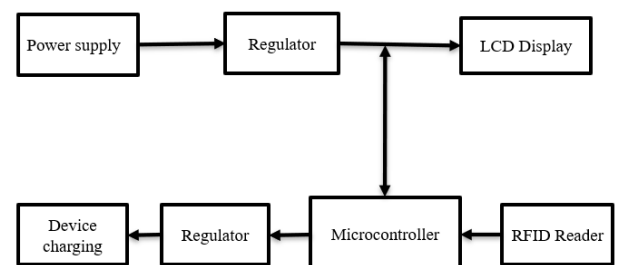 Power supply
Regulator
LCD Display
Device
charging
Regulator
Microcontroller
RFID Reader